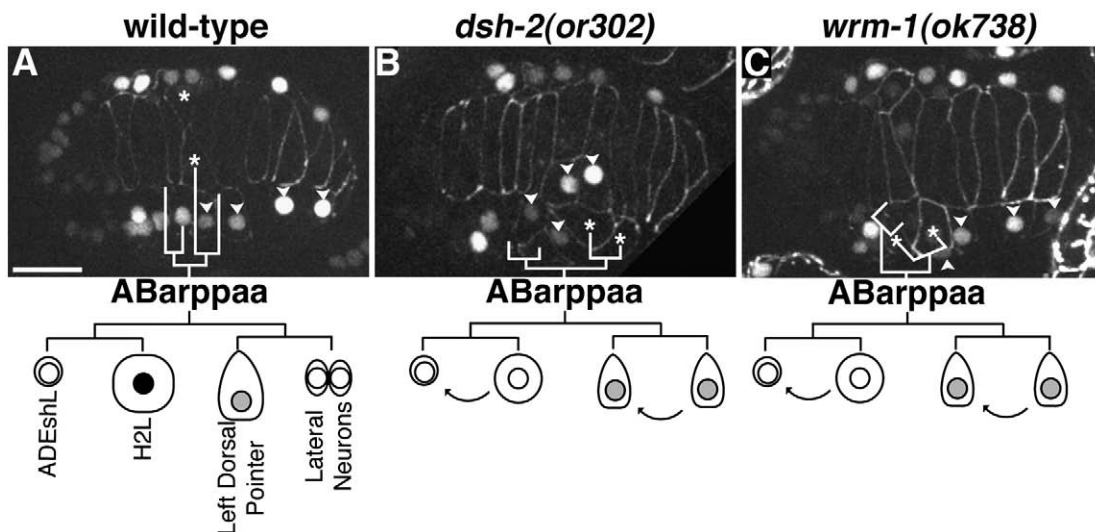 wild-type
dsh-2(or302)
wrm-1(ok738)
A
B
C
*
*
*
*
*
*
ABarppaa
ABarppaa
ABarppaa
ADEshL
H2L
Left Dorsal
Pointer
Lateral
Neurons